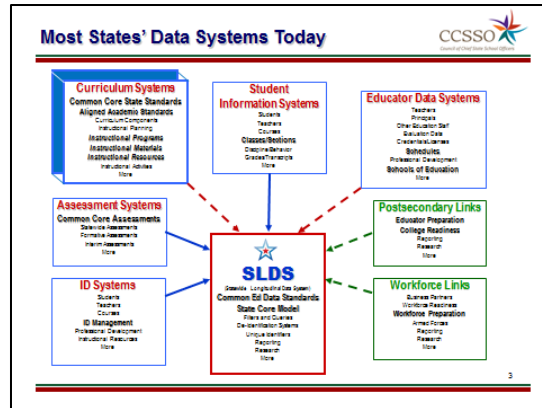 Most States' Data Systems Today
CCSSO
Council of Chief State School Officers
Curriculum Systems
Common Core State Standards
Aligned Academic Standards
Curriculum Components
Instructional Planning
Instructional Programs
Instructional Materials
Instructional Resources
Instructional Activities
More
Student
Information Systems
Students
Teachers
Courses
Classes/Sections
Discipline/Behavior
Grades/Transcripts
More
Educator Data Systems
Teachers
Principals
Other Education Staff
Evaluation Data
Credentials/Licenses
Schedules
Professional Development
Schools of Education
More
Assessment Systems
Common Core Assessments
Statewide Assessments
Formative Assessments
Interim Assessments
More
Postsecondary Links
Educator Preparation
College Readiness
Reporting
Research
More
ID Systems
Students
Teachers
Courses
ID Management
Professional Development
Instructional Resources
More
SLDS
(Statewide Longitudinal Data System)
Common Ed Data Standards
State Core Model
Filters and Queries
De-Identification Systems
Unique Identifiers
Reporting
Research
More
Workforce Links
Business Partners
Workforce Readiness
Workforce Preparation
Armed Forces
Reporting
Research
More
3